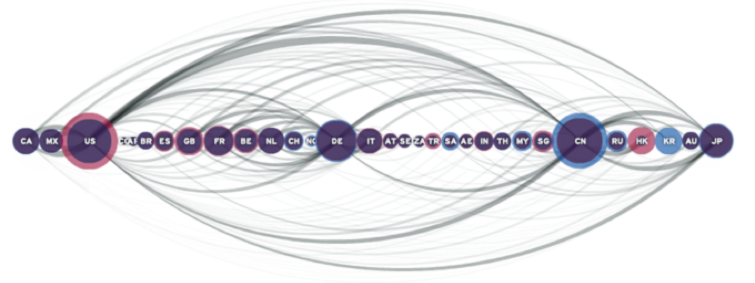 CA MX US BR ES GB FR BE NL CH NO DE IT AT SE ZA TR SA AE IN TH MY SG CN RU HK KR AU JP